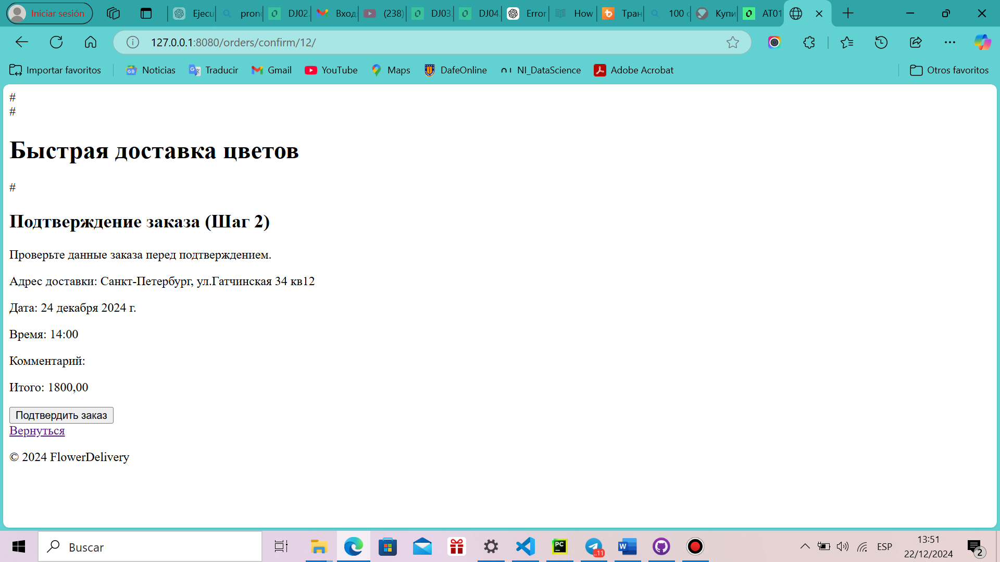 Iniciar sesión
Ejecu
pron
DJ02.
Вход
(238)
DJ03
DJ04.
Error
How
Тран
100 c
Купи
AT01
127.0.0.1:8080/orders/confirm/12/
Importar favoritos
Noticias
Traducir
Gmail
YouTube
Maps
DafeOnline
NI_DataScience
Adobe Acrobat
Otros favoritos
#
#
Быстрая доставка цветов
#
Подтверждение заказа (Шаг 2)
Проверьте данные заказа перед подтверждением.
Адрес доставки: Санкт-Петербург, ул.Гатчинская 34 кв12
Дата: 24 декабря 2024 г.
Время: 14:00
Комментарий:
Итого: 1800,00
Подтвердить заказ
Вернуться
© 2024 FlowerDelivery
Buscar
ESP
13:51
22/12/2024
2